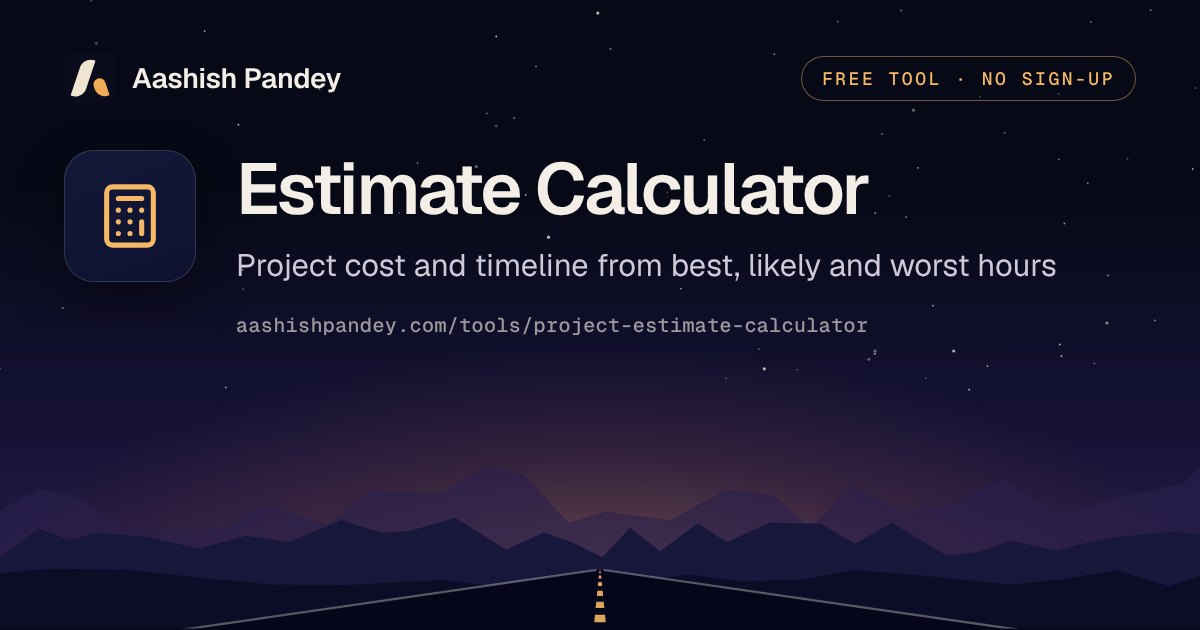 Aashish Pandey
FREE TOOL · NO SIGN-UP
Estimate Calculator
Project cost and timeline from best, likely and worst hours
aashishpandey.com/tools/project-estimate-calculator